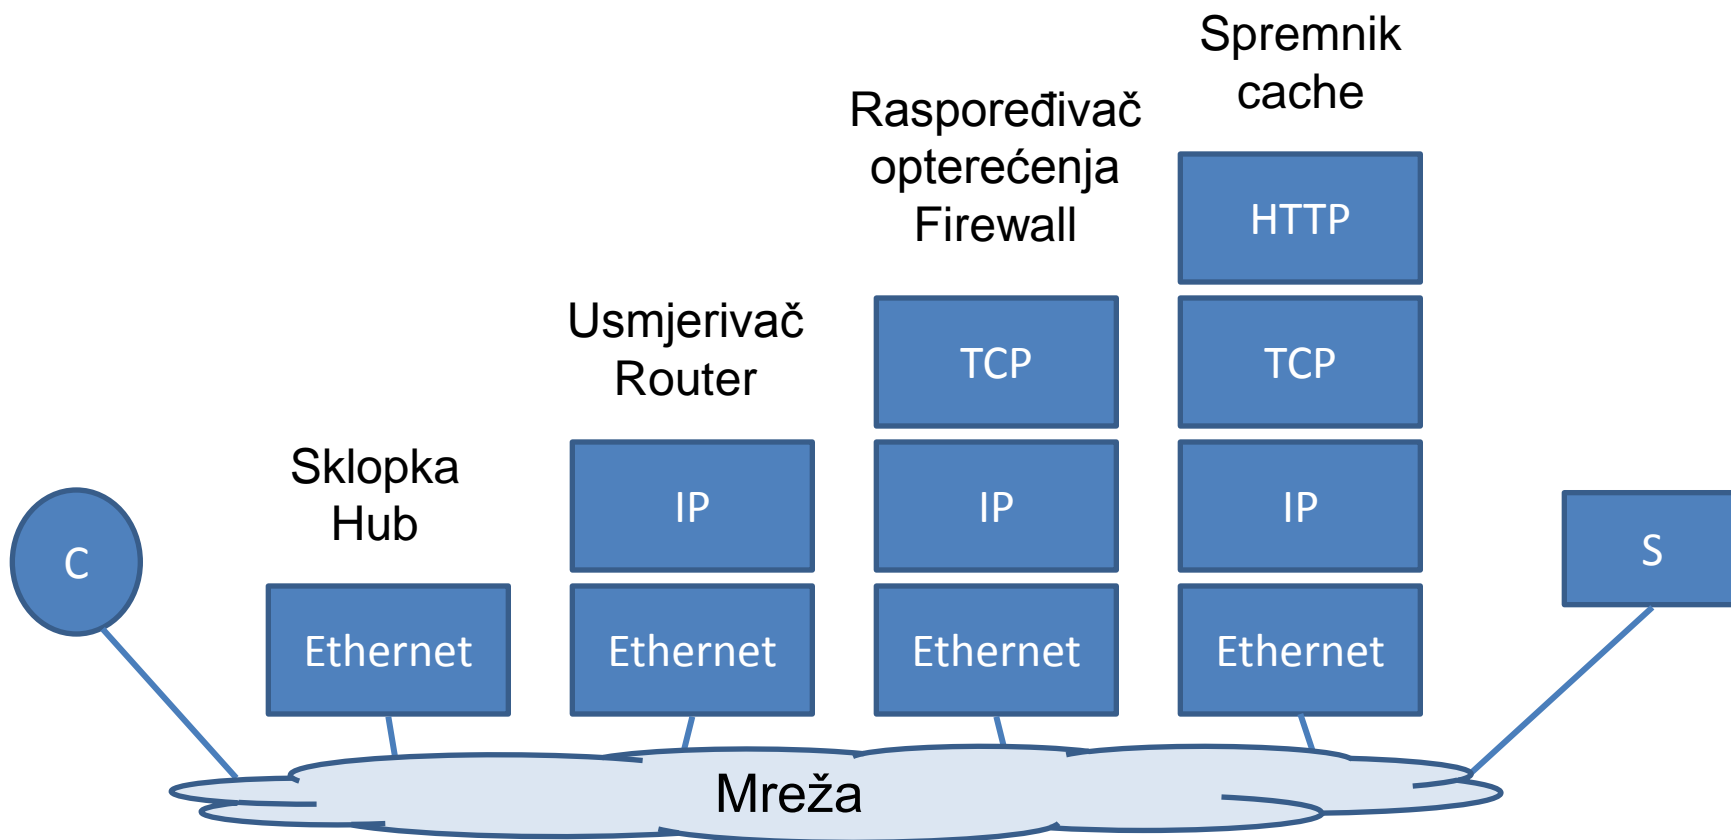 Spremnik
cache
HTTP
TCP
IP
Ethernet
Raspoređivač
opterećenja
Firewall
TCP
IP
Ethernet
Usmjerivač
Router
IP
Ethernet
Sklopka
Hub
Ethernet
C
S
Mreža